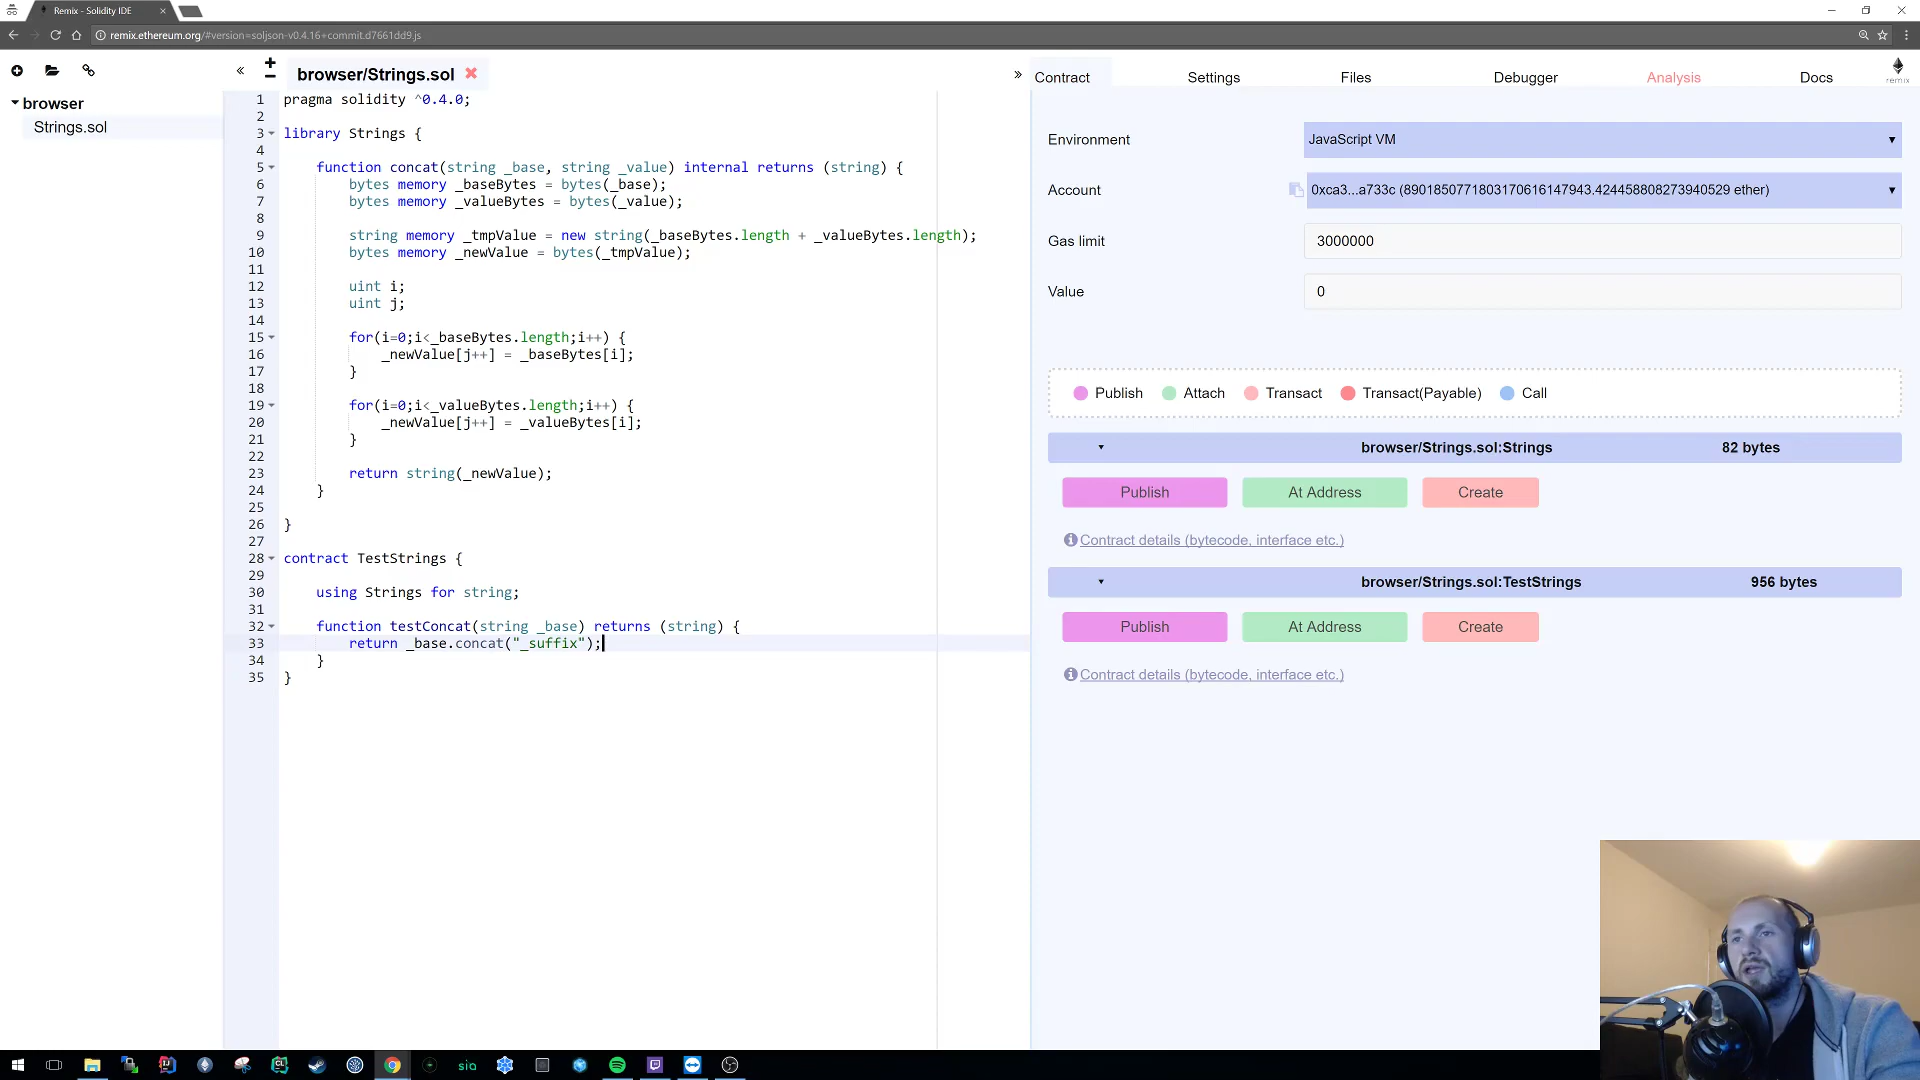 Remix - Solidity IDE
remix.ethereum.org/#version=soljson-v0.4.16+commit.d7661dd9.js
browser/Strings.sol
Contract
Settings
Files
Debugger
Analysis
Docs
remix
browser
Strings.sol
1 pragma solidity ^0.4.0;
2
3 library Strings {
4
5 function concat(string _base, string _value) internal returns (string) {
6 bytes memory _baseBytes = bytes(_base);
7 bytes memory _valueBytes = bytes(_value);
8
9 string memory _tmpValue = new string(_baseBytes.length + _valueBytes.length);
10 bytes memory _newValue = bytes(_tmpValue);
11
12 uint i;
13 uint j;
14
15 for(i=0;i<_baseBytes.length;i++) {
16 _newValue[j++] = _baseBytes[i];
17 }
18
19 for(i=0;i<_valueBytes.length;i++) {
20 _newValue[j++] = _valueBytes[i];
21 }
22
23 return string(_newValue);
24 }
25
26 }
27
28 contract TestStrings {
29
30 using Strings for string;
31
32 function testConcat(string _base) returns (string) {
33 return _base.concat("_suffix");
34 }
35 }
Environment
JavaScript VM
Account
0xca3...a733c (8901850771803170616147943.424458808273940529 ether)
Gas limit
3000000
Value
0
Publish Attach Transact Transact(Payable) Call
browser/Strings.sol:Strings 82 bytes
Publish At Address Create
Contract details (bytecode, interface etc.)
browser/Strings.sol:TestStrings 956 bytes
Publish At Address Create
Contract details (bytecode, interface etc.)
sia